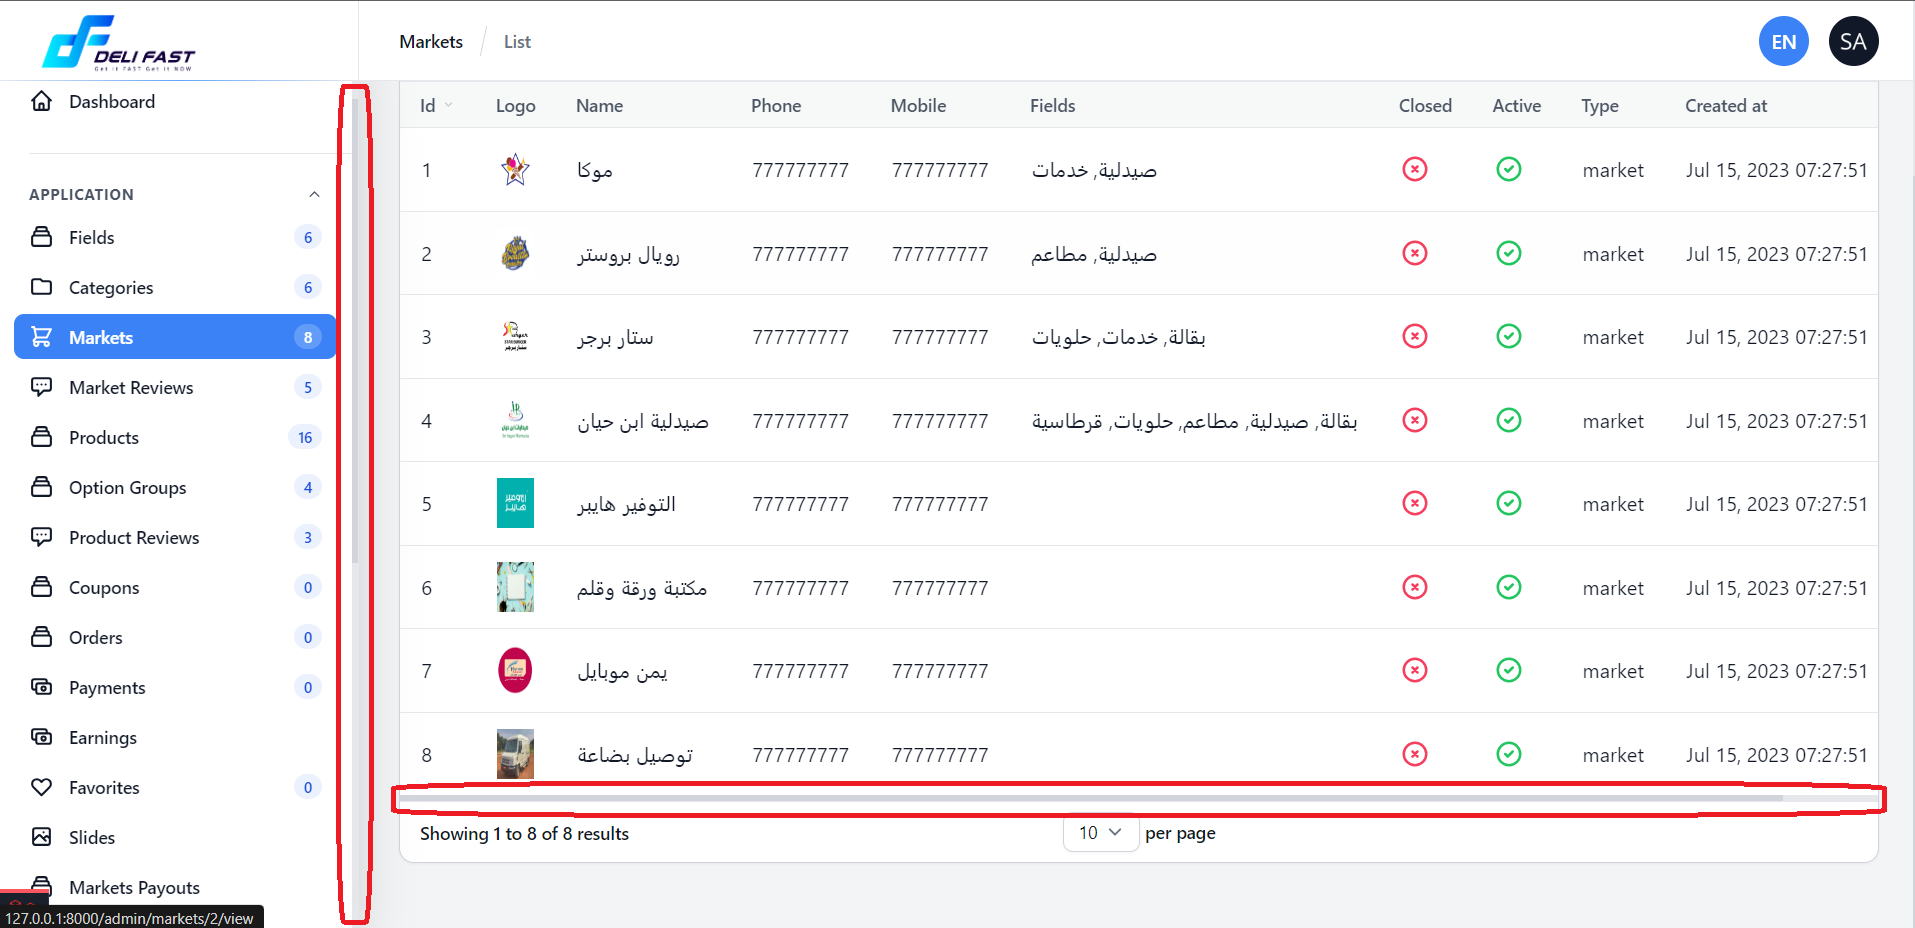 DELI FAST
Get it FAST Get it NOW
Markets
List
EN
SA
Dashboard
APPLICATION
Fields 6
Categories 6
Markets 8
Market Reviews 5
Products 16
Option Groups 4
Product Reviews 3
Coupons 0
Orders 0
Payments 0
Earnings
Favorites 0
Slides
Markets Payouts
127.0.0.1:8000/admin/markets/2/view
Id Logo Name Phone Mobile Fields Closed Active Type Created at
1 موكا 777777777 777777777 صيدلية, خدمات market Jul 15, 2023 07:27:51
2 رويال بروستر 777777777 777777777 صيدلية, مطاعم market Jul 15, 2023 07:27:51
3 ستار برجر 777777777 777777777 بقالة, خدمات, حلويات market Jul 15, 2023 07:27:51
4 صيدلية ابن حيان 777777777 777777777 بقالة, صيدلية, مطاعم, حلويات, قرطاسية market Jul 15, 2023 07:27:51
5 التوفير هايبر 777777777 777777777 market Jul 15, 2023 07:27:51
6 مكتبة ورقة وقلم 777777777 777777777 market Jul 15, 2023 07:27:51
7 يمن موبايل 777777777 777777777 market Jul 15, 2023 07:27:51
8 توصيل بضاعة 777777777 777777777 market Jul 15, 2023 07:27:51
Showing 1 to 8 of 8 results
10 per page